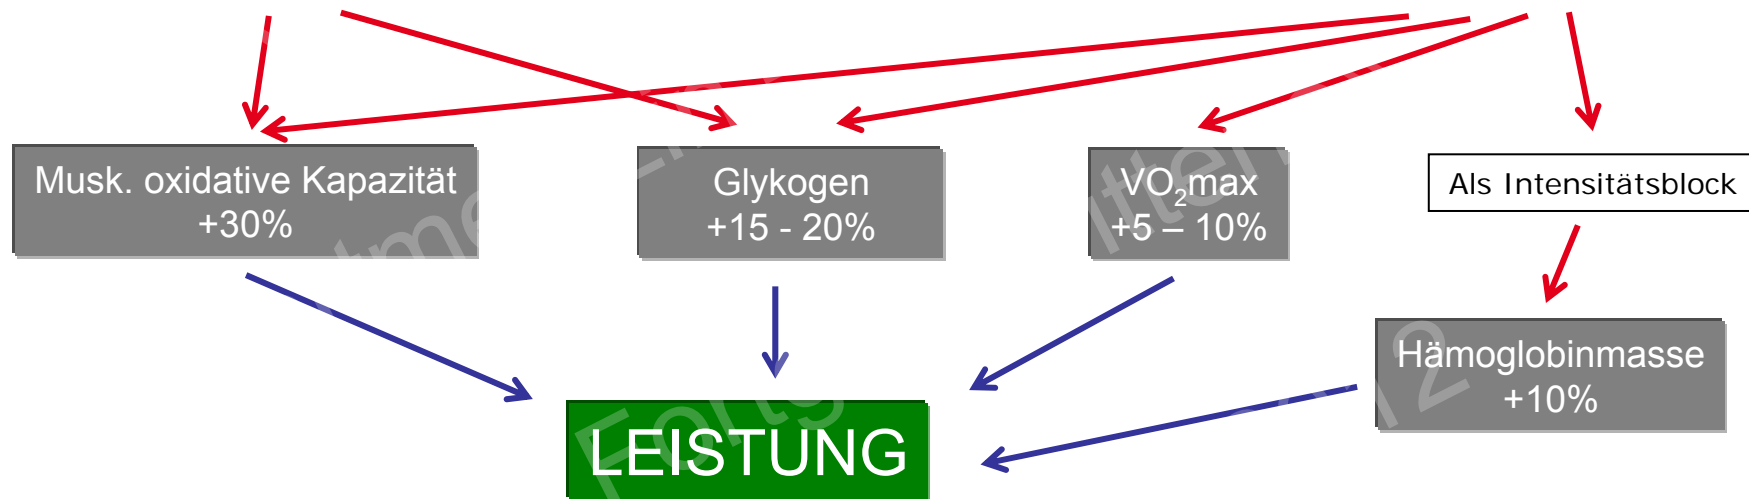 Musk. oxidative Kapazität
+30%
Glykogen
+15 - 20%
VO₂max
+5 – 10%
Als Intensitätsblock
Hämoglobinmasse
+10%
LEISTUNG